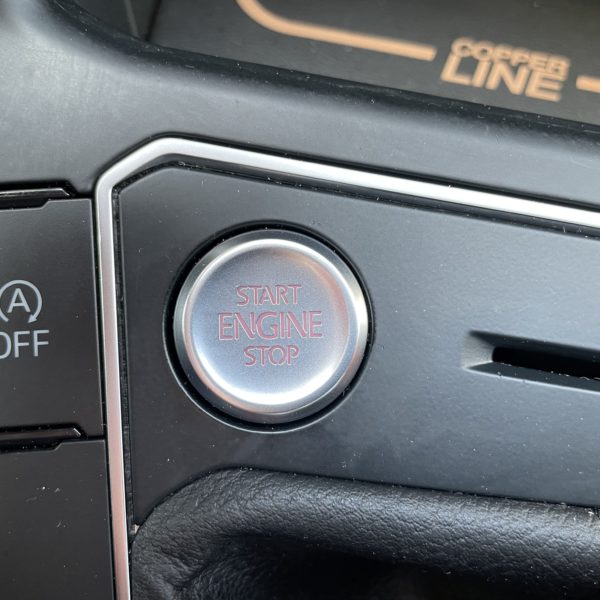 COPPER
LINE
A
OFF
START
ENGINE
STOP